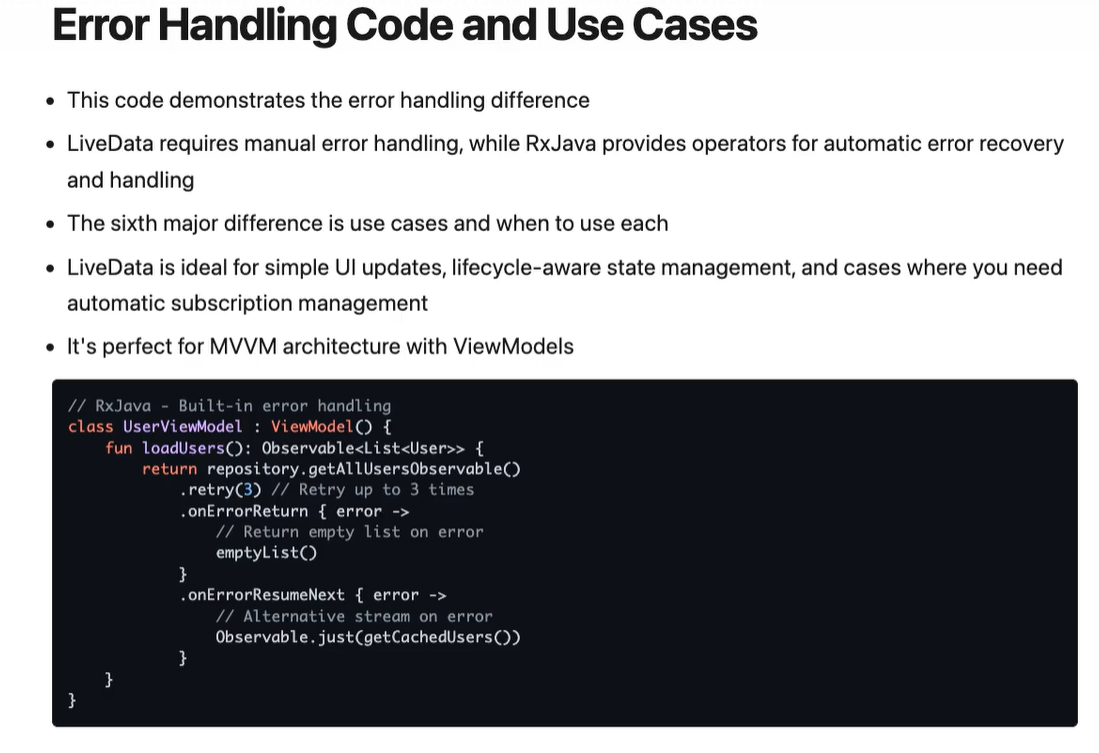 Error Handling Code and Use Cases
• This code demonstrates the error handling difference
• LiveData requires manual error handling, while RxJava provides operators for automatic error recovery
and handling
• The sixth major difference is use cases and when to use each
• LiveData is ideal for simple UI updates, lifecycle-aware state management, and cases where you need
automatic subscription management
• It's perfect for MVVM architecture with ViewModels
// RxJava - Built-in error handling
class UserViewModel : ViewModel() {
    fun loadUsers(): Observable<List<User>> {
        return repository.getAllUsersObservable()
            .retry(3) // Retry up to 3 times
            .onErrorReturn { error ->
                // Return empty list on error
                emptyList()
            }
            .onErrorResumeNext { error ->
                // Alternative stream on error
                Observable.just(getCachedUsers())
            }
    }
}